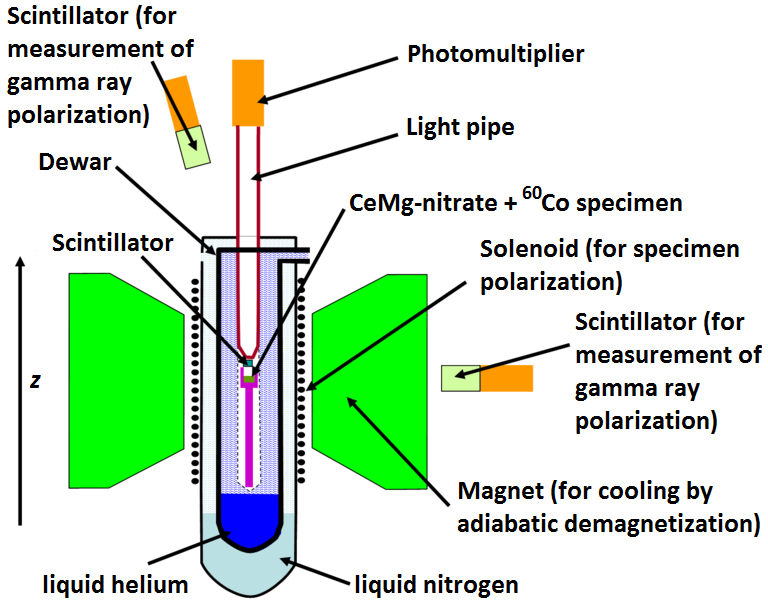 Scintillator (for
measurement of
gamma ray
polarization)
Photomultiplier
Light pipe
Dewar
CeMg-nitrate + ⁶⁰Co specimen
Scintillator
Solenoid (for specimen
polarization)
Scintillator (for
measurement of
gamma ray
polarization)
z
Magnet (for cooling by
adiabatic demagnetization)
liquid helium
liquid nitrogen